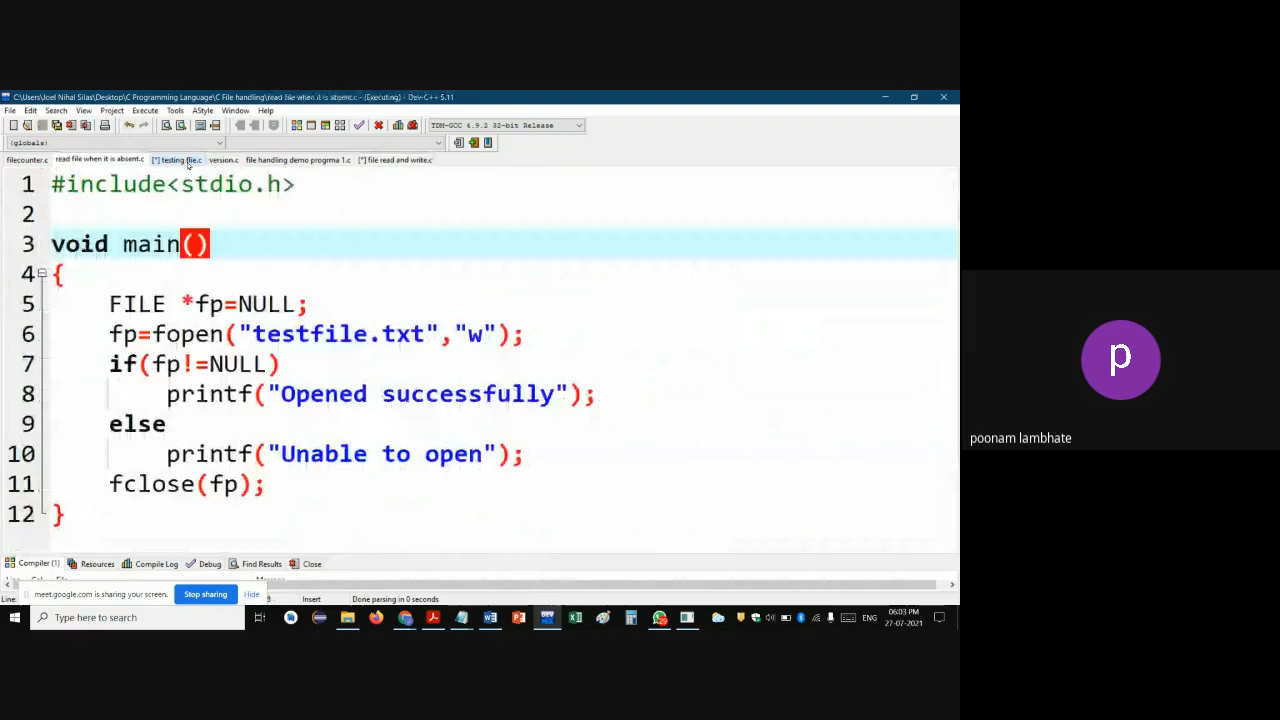 C:\Users\Joel Nihal Silas\Desktop\C Programming Language\C File handling\read file when it is absent.c - [Executing] - Dev-C++ 5.11
File Edit Search View Project Execute Tools AStyle Window Help
TDM-GCC 4.9.2 32-bit Release
(globals)
filecounter.c read file when it is absent.c [*] testing file.c version.c file handling demo progrma 1.c [*] file read and write.c
1 #include<stdio.h>
2
3 void main()
4 {
5 FILE *fp=NULL;
6 fp=fopen("testfile.txt","w");
7 if(fp!=NULL)
8 printf("Opened successfully");
9 else
10 printf("Unable to open");
11 fclose(fp);
12 }
Compiler (1) Resources Compile Log Debug Find Results Close
meet.google.com is sharing your screen. Stop sharing Hide
Line: Insert Done parsing in 0 seconds
Type here to search
ENG
06:03 PM
27-07-2021
p
poonam lambhate